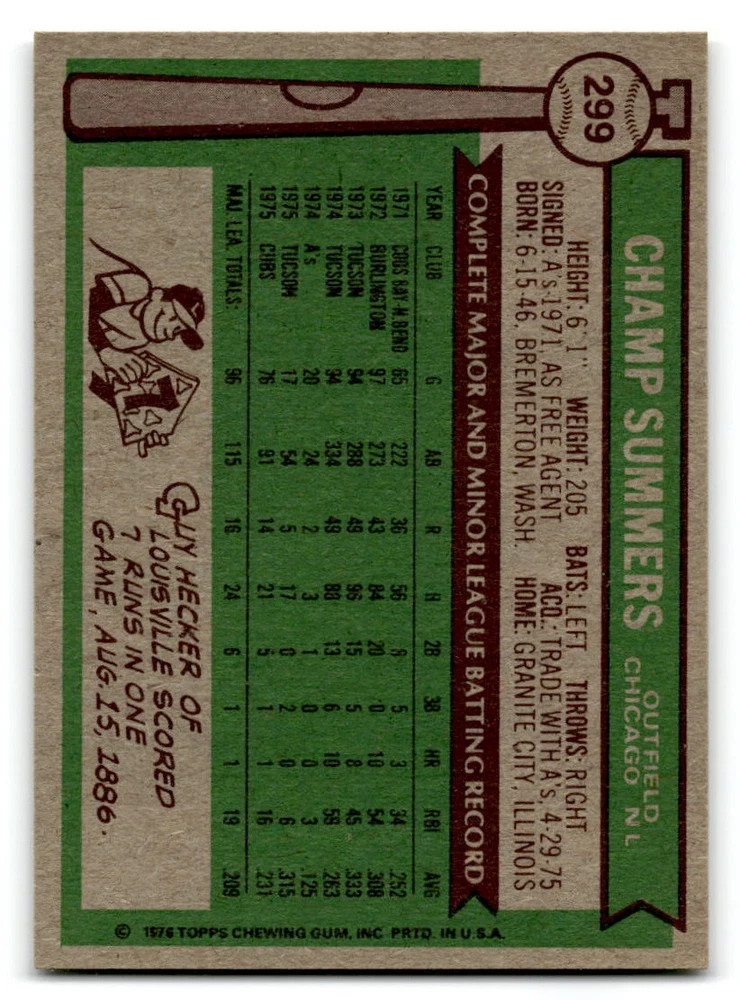 299
CHAMP SUMMERS
OUTFIELD
CHICAGO N L
HEIGHT: 6' 1" WEIGHT: 205 BATS: LEFT THROWS: RIGHT
SIGNED: A's-1971, AS FREE AGENT ACQ.: TRADE WITH A's, 4-29-75
BORN: 6-15-46, BREMERTON, WASH. HOME: GRANITE CITY, ILLINOIS
COMPLETE MAJOR AND MINOR LEAGUE BATTING RECORD
YEAR CLUB G AB R H 2B 3B HR RBI AVG
1971 COOS BAY-N.BEND 65 222 36 56 5 3 34 .252
1972 BURLINGTON 97 273 43 84 20 0 10 54 .308
1973 TUCSON 94 288 49 96 15 5 8 45 .333
1974 TUCSON 94 334 49 88 13 6 10 59 .263
1974 A's 20 24 2 3 1 0 0 3 .125
1975 TUCSON 17 54 5 17 0 2 0 6 .315
1975 CUBS 76 91 14 21 5 1 1 16 .231
MAJ. LEA. TOTALS: 96 115 16 24 6 1 1 19 .209
GUY HECKER OF
LOUISVILLE SCORED
7 RUNS IN ONE
GAME, AUG. 15, 1886.
© 1976 TOPPS CHEWING GUM, INC PRTD. IN U.S.A.